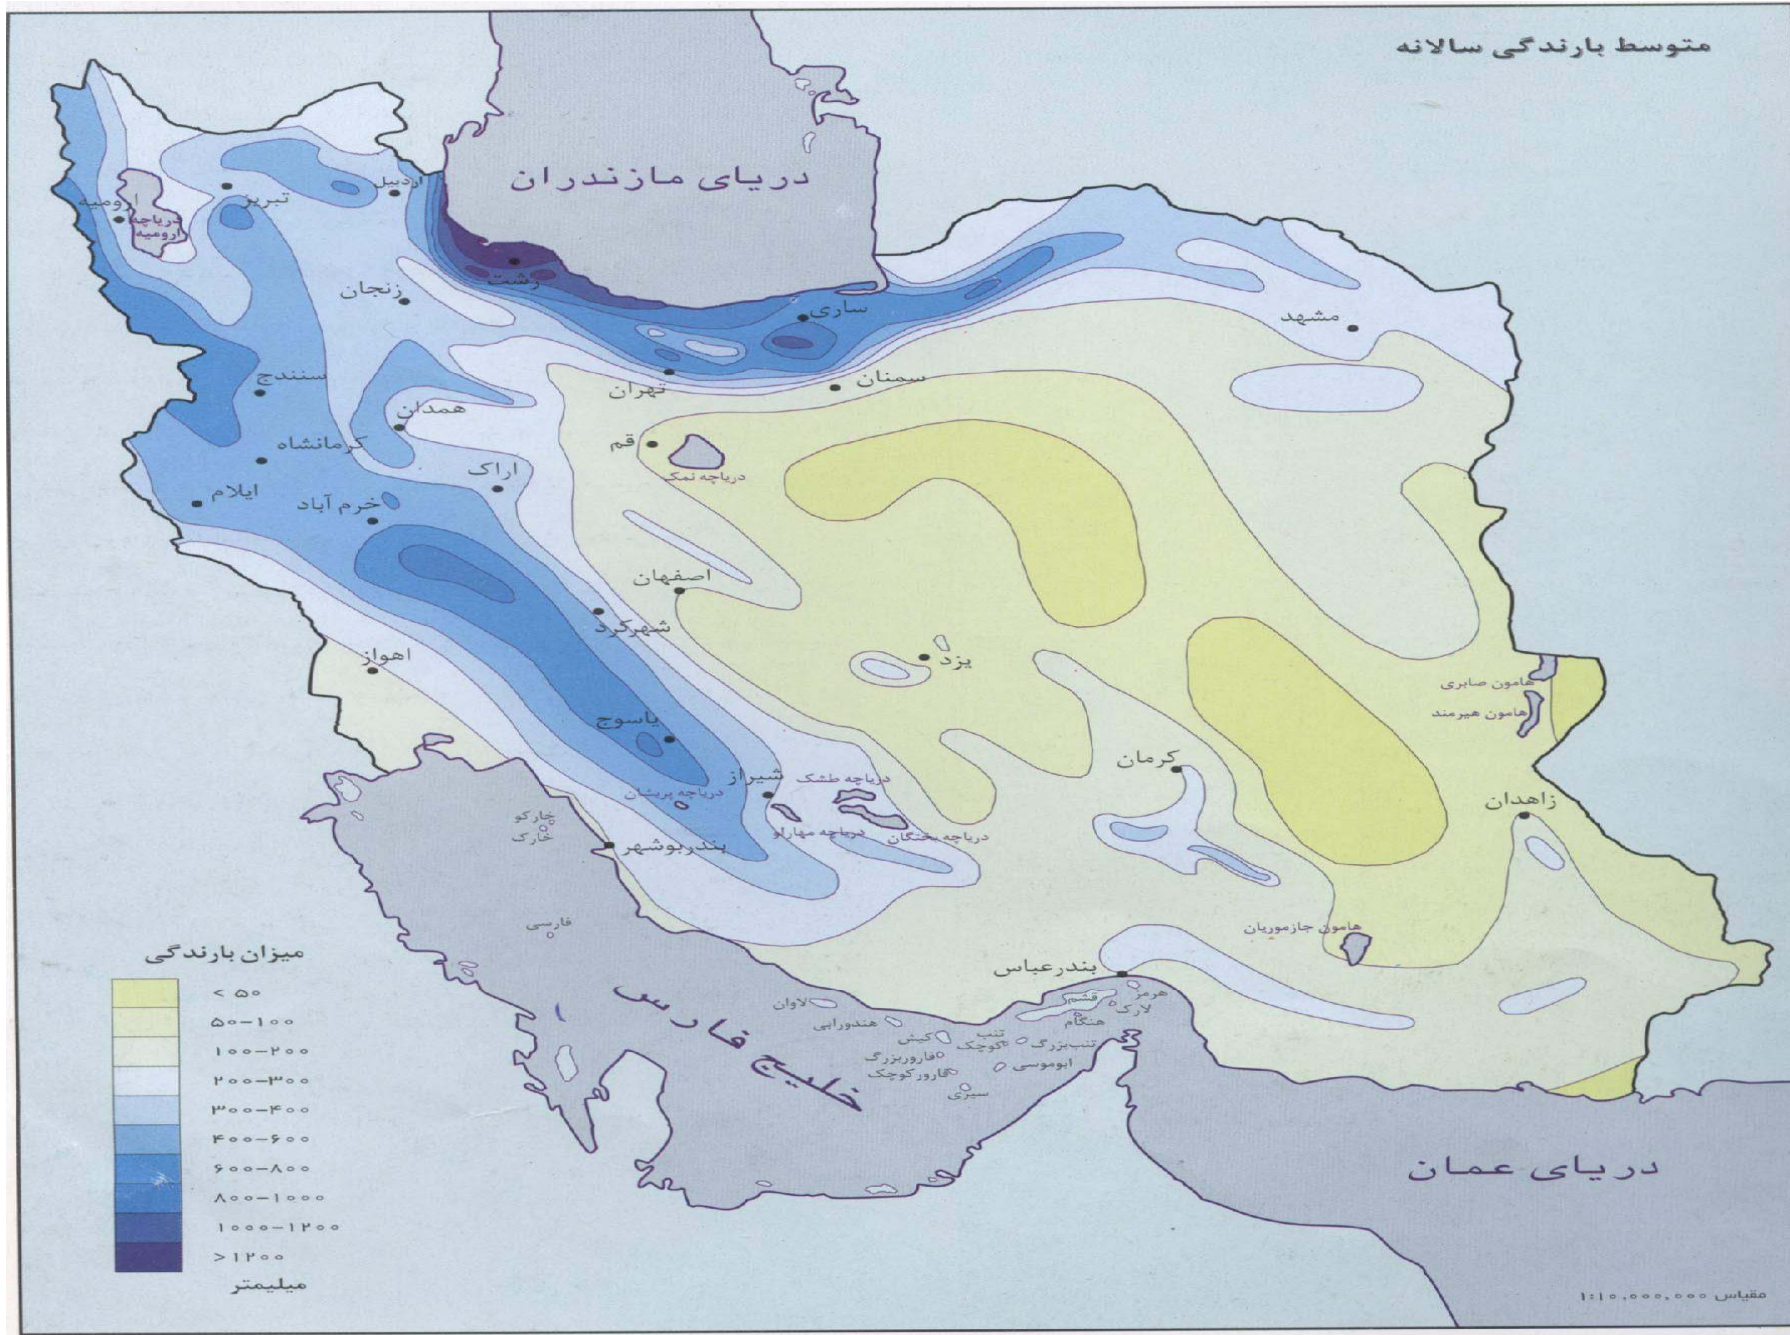 متوسط بارندگی سالانه
دریای مازندران
اردبیل
تبریز
ارومیه
دریاچه
ارومیه
رشت
زنجان
ساری
مشهد
سنندج
تهران
سمنان
همدان
قم
کرمانشاه
اراک
دریاچه نمک
ایلام
خرم آباد
اصفهان
شهرکرد
اهواز
یزد
هامون صابری
هامون هیرمند
یاسوج
کرمان
شیراز
دریاچه طشک
دریاچه پریشان
زاهدان
خارکو
خارک
دریاچه مهارلو
دریاچه بختگان
بندربوشهر
فارسی
هامون جازموریان
بندرعباس
هرمز
قشم
لارک
لاوان
هنگام
هندورابی
خلیج فارس
کیش
تنب
کوچک
تنب‌بزرگ
فاروربزرگ
ابوموسی
فارورکوچک
سیری
دریای عمان
میزان بارندگی
< ۵۰
۵۰-۱۰۰
۱۰۰-۲۰۰
۲۰۰-۳۰۰
۳۰۰-۴۰۰
۴۰۰-۶۰۰
۶۰۰-۸۰۰
۸۰۰-۱۰۰۰
۱۰۰۰-۱۲۰۰
>۱۲۰۰
میلیمتر
مقیاس ۱:۱۰,۰۰۰,۰۰۰